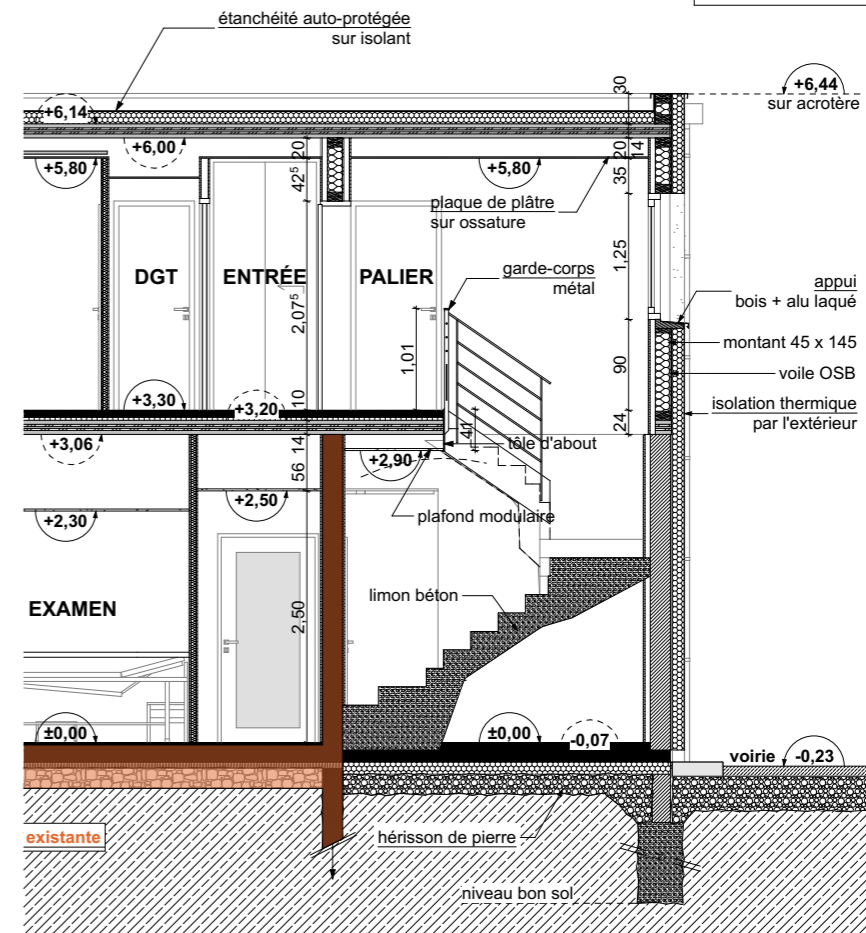 étanchéité auto-protégée
sur isolant
30
+6,44
sur acrotère
+6,14
+6,00
20
20
14
+5,80
+5,80
42⁵
35
plaque de plâtre
sur ossature
DGT
ENTRÉE
PALIER
1,25
garde-corps
métal
appui
bois + alu laqué
2,07⁵
montant 45 x 145
1,01
90
voile OSB
+3,30
+3,20
10
isolation thermique
par l'extérieur
24
41
tôle d'about
+3,06
14
+2,90
56
+2,50
plafond modulaire
+2,30
EXAMEN
limon béton
2,50
±0,00
±0,00
-0,07
voirie
-0,23
existante
hérisson de pierre
niveau bon sol